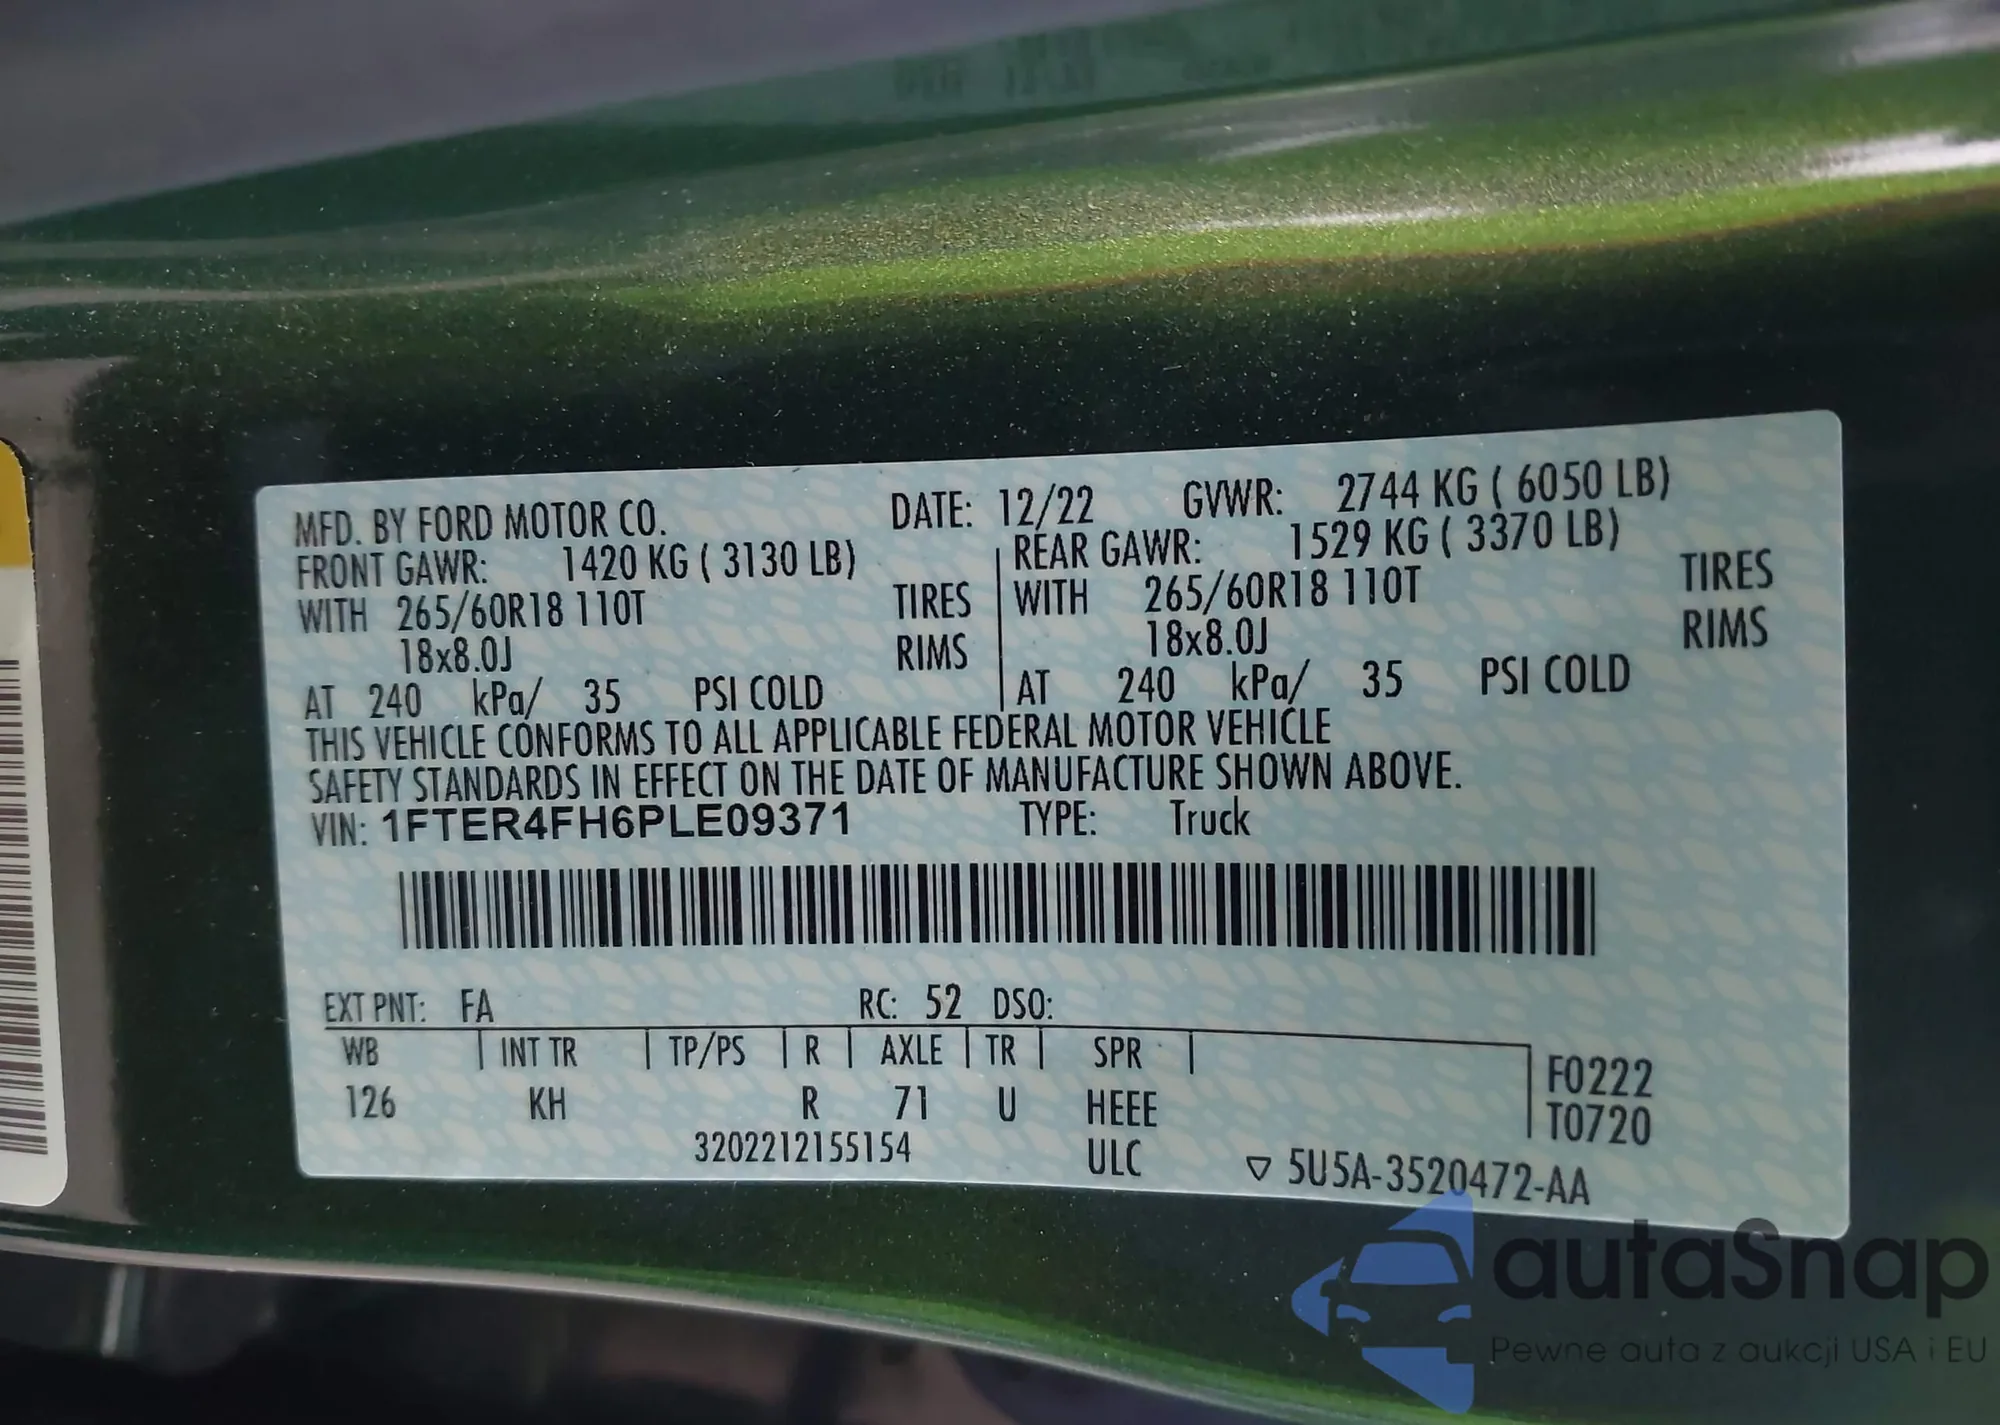 MFD. BY FORD MOTOR CO. DATE: 12/22 GVWR: 2744 KG ( 6050 LB)
FRONT GAWR: 1420 KG ( 3130 LB) REAR GAWR: 1529 KG ( 3370 LB)
WITH 265/60R18 110T TIRES WITH 265/60R18 110T TIRES
18x8.0J RIMS 18x8.0J RIMS
AT 240 kPa/ 35 PSI COLD AT 240 kPa/ 35 PSI COLD
THIS VEHICLE CONFORMS TO ALL APPLICABLE FEDERAL MOTOR VEHICLE
SAFETY STANDARDS IN EFFECT ON THE DATE OF MANUFACTURE SHOWN ABOVE.
VIN: 1FTER4FH6PLE09371 TYPE: Truck
EXT PNT: FA RC: 52 DSO:
WB INT TR TP/PS R AXLE TR SPR F0222
126 KH R 71 U HEEE T0720
3202212155154 ULC ▽ 5U5A-3520472-AA
autaSnap
Pewne auta z aukcji USA i EU